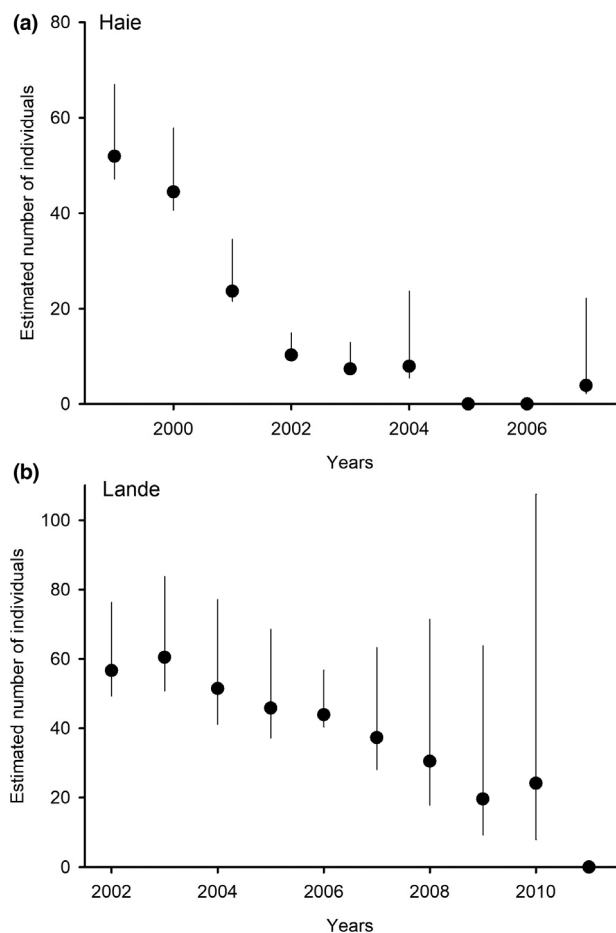 (a) Haie
Estimated number of individuals
80
60
40
20
0
2000 2002 2004 2006
Years
(b) Lande
Estimated number of individuals
100
80
60
40
20
0
2002 2004 2006 2008 2010
Years